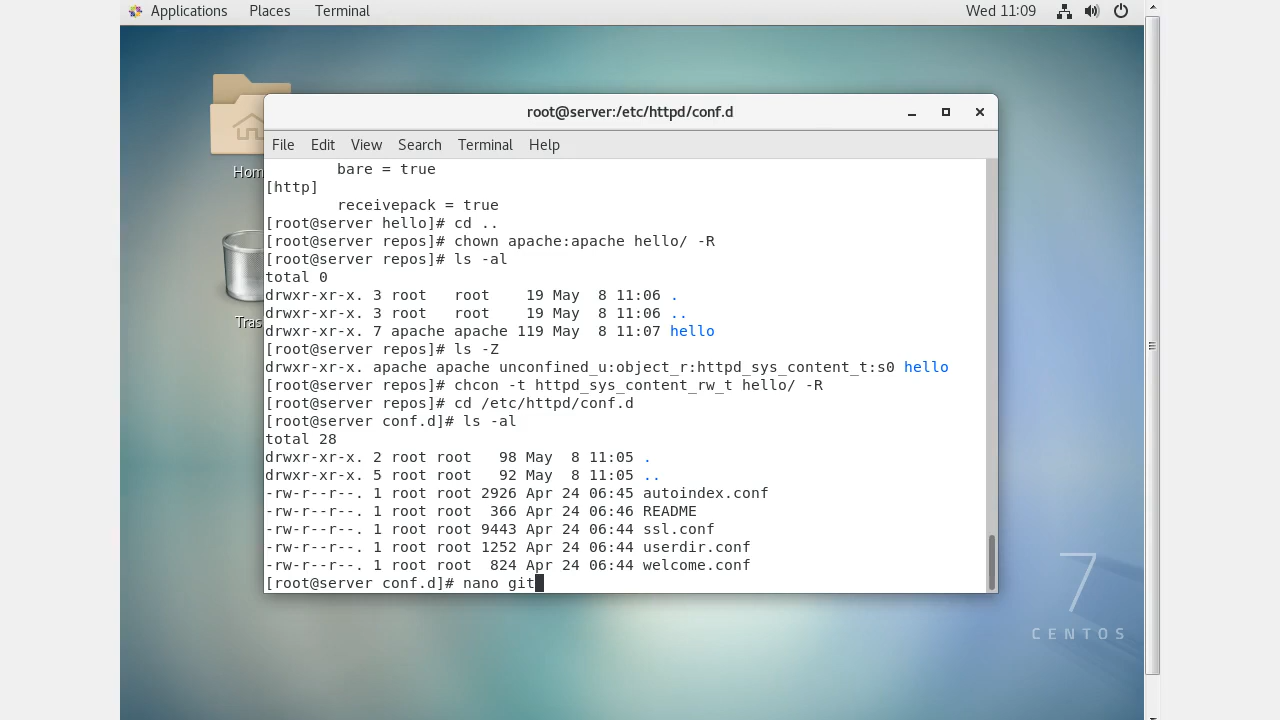 Applications Places Terminal Wed 11:09
root@server:/etc/httpd/conf.d
File Edit View Search Terminal Help
bare = true
[http]
receivepack = true
[root@server hello]# cd ..
[root@server repos]# chown apache:apache hello/ -R
[root@server repos]# ls -al
total 0
drwxr-xr-x. 3 root   root    19 May  8 11:06 .
drwxr-xr-x. 3 root   root    19 May  8 11:06 ..
drwxr-xr-x. 7 apache apache 119 May  8 11:07 hello
[root@server repos]# ls -Z
drwxr-xr-x. apache apache unconfined_u:object_r:httpd_sys_content_t:s0 hello
[root@server repos]# chcon -t httpd_sys_content_rw_t hello/ -R
[root@server repos]# cd /etc/httpd/conf.d
[root@server conf.d]# ls -al
total 28
drwxr-xr-x. 2 root root   98 May  8 11:05 .
drwxr-xr-x. 5 root root   92 May  8 11:05 ..
-rw-r--r--. 1 root root 2926 Apr 24 06:45 autoindex.conf
-rw-r--r--. 1 root root  366 Apr 24 06:46 README
-rw-r--r--. 1 root root 9443 Apr 24 06:44 ssl.conf
-rw-r--r--. 1 root root 1252 Apr 24 06:44 userdir.conf
-rw-r--r--. 1 root root  824 Apr 24 06:44 welcome.conf
[root@server conf.d]# nano git
Hom
Tras
7
CENTOS